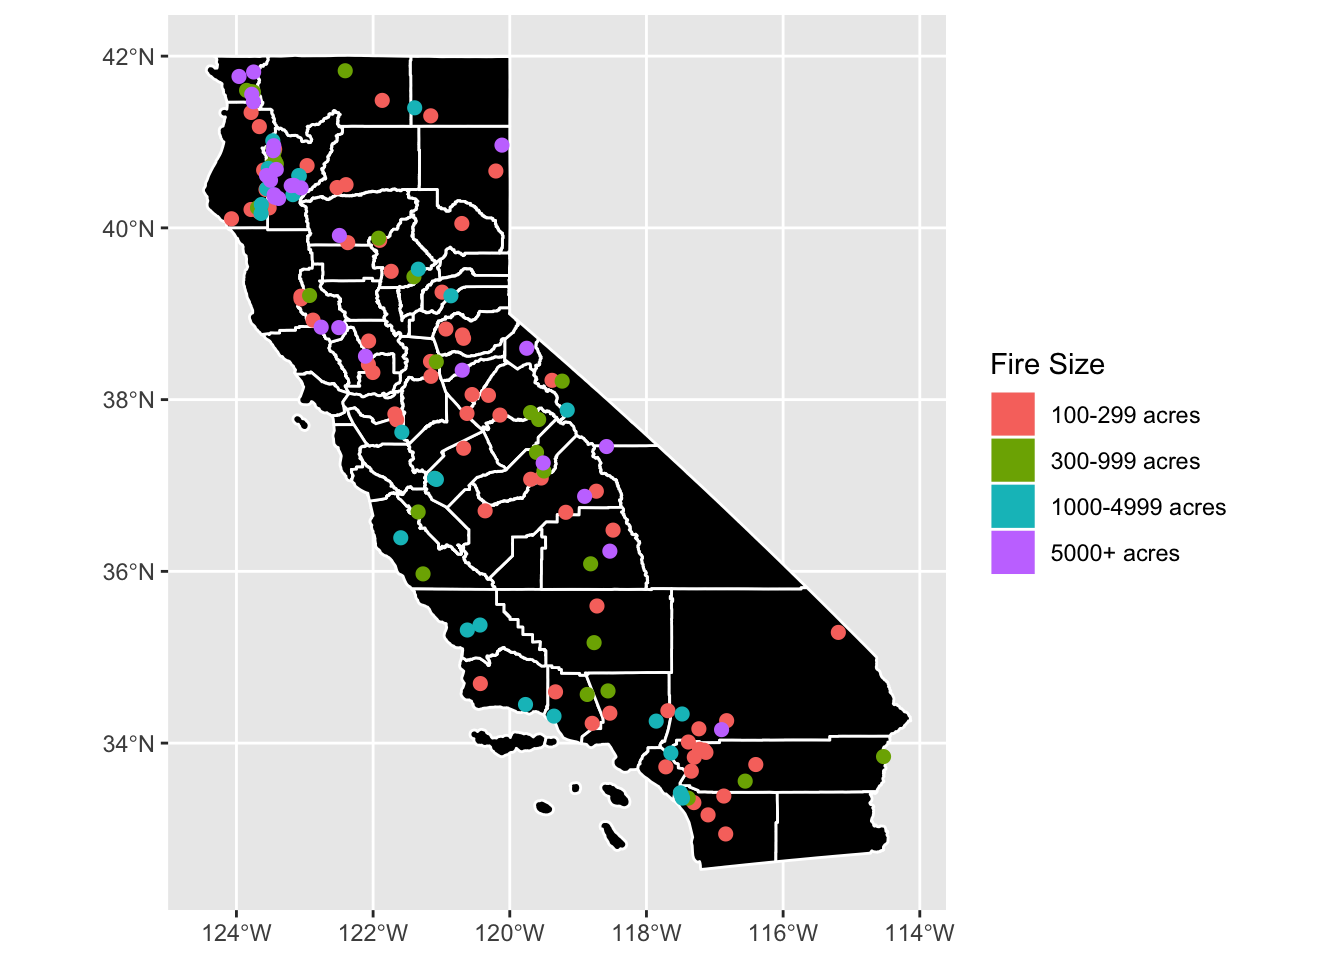 42°N
40°N
38°N
36°N
34°N
124°W 122°W 120°W 118°W 116°W 114°W
Fire Size
100-299 acres
300-999 acres
1000-4999 acres
5000+ acres